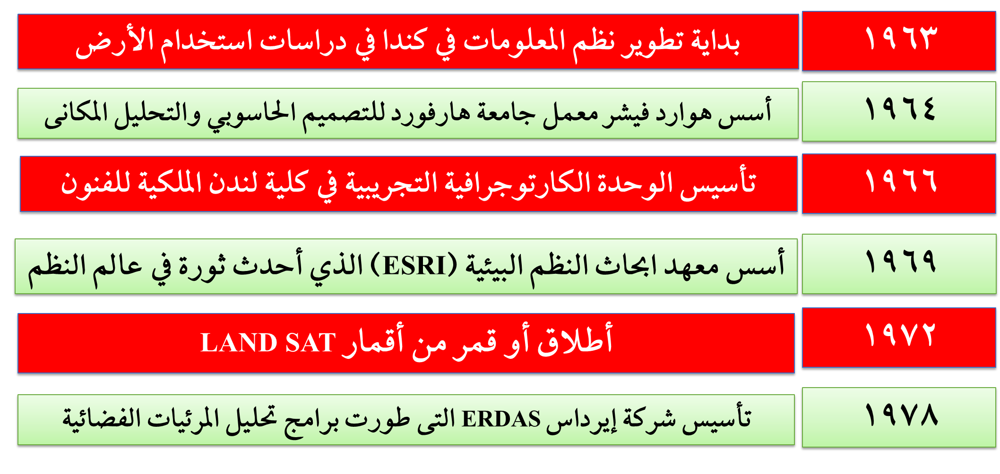 ١٩٦٣
بداية تطوير نظم المعلومات في كندا في دراسات استخدام الأرض
١٩٦٤
أسس هوارد فيشر معمل جامعة هارفورد للتصميم الحاسوبي والتحليل المكانى
١٩٦٦
تأسيس الوحدة الكارتوجرافية التجريبية في كلية لندن الملكية للفنون
١٩٦٩
أسس معهد ابحاث النظم البيئية (ESRI) الذي أحدث ثورة في عالم النظم
١٩٧٢
أطلاق أو قمر من أقمار LAND SAT
١٩٧٨
تأسيس شركة إيرداس ERDAS التى طورت برامج تحليل المرئيات الفضائية